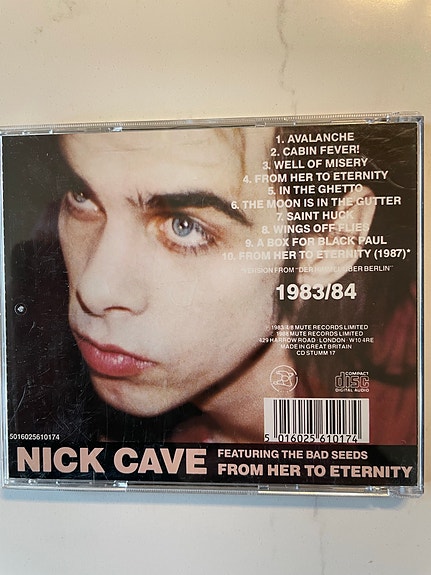 1. AVALANCHE
2. CABIN FEVER!
3. WELL OF MISERY
4. FROM HER TO ETERNITY
5. IN THE GHETTO
6. THE MOON IS IN THE GUTTER
7. SAINT HUCK
8. WINGS OFF FLIES
9. A BOX FOR BLACK PAUL
10. FROM HER TO ETERNITY (1987)*
VERSION FROM "DER HIMMEL ÜBER BERLIN"
1983/84
MUTE RECORDS LIMITED
MUTE RECORDS LIMITED
429 HARROW ROAD · LONDON · W10 4RE
MADE IN GREAT BRITAIN
CD STUMM 17
COMPACT
disc
DIGITAL AUDIO
5016025610174
5 016025 610174
NICK CAVE FEATURING THE BAD SEEDS
FROM HER TO ETERNITY